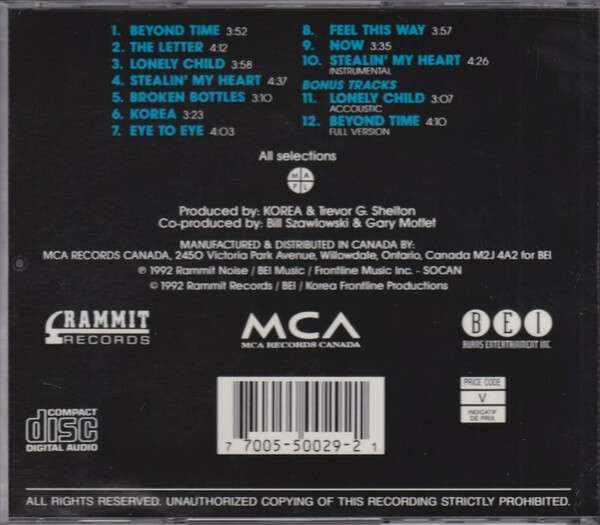 1. BEYOND TIME 3:52
2. THE LETTER 4:12
3. LONELY CHILD 3:58
4. STEALIN' MY HEART 4:37
5. BROKEN BOTTLES 3:10
6. KOREA 3:23
7. EYE TO EYE 4:03
8. FEEL THIS WAY 3:57
9. NOW 3:35
10. STEALIN' MY HEART 4:26
INSTRUMENTAL
BONUS TRACKS
11. LONELY CHILD 3:07
ACCOUSTIC
12. BEYOND TIME 4:10
FULL VERSION
All selections
M A
P L
Produced by: KOREA & Trevor G. Shelton
Co-produced by: Bill Szawlowski & Gary Moffet
MANUFACTURED & DISTRIBUTED IN CANADA BY:
MCA RECORDS CANADA, 2450 Victoria Park Avenue, Willowdale, Ontario, Canada M2J 4A2 for BEI
℗ 1992 Rammit Noise / BEI Music / Frontline Music Inc. - SOCAN
© 1992 Rammit Records / BEI / Korea Frontline Productions
RAMMIT
RECORDS
MCA
MCA RECORDS CANADA
BEI
BURNS ENTERTAINMENT INC
COMPACT
disc
DIGITAL AUDIO
7 7005-50029-2 1
PRICE CODE
V
INDICATIF
DE PRIX
ALL RIGHTS RESERVED. UNAUTHORIZED COPYING OF THIS RECORDING STRICTLY PROHIBITED.